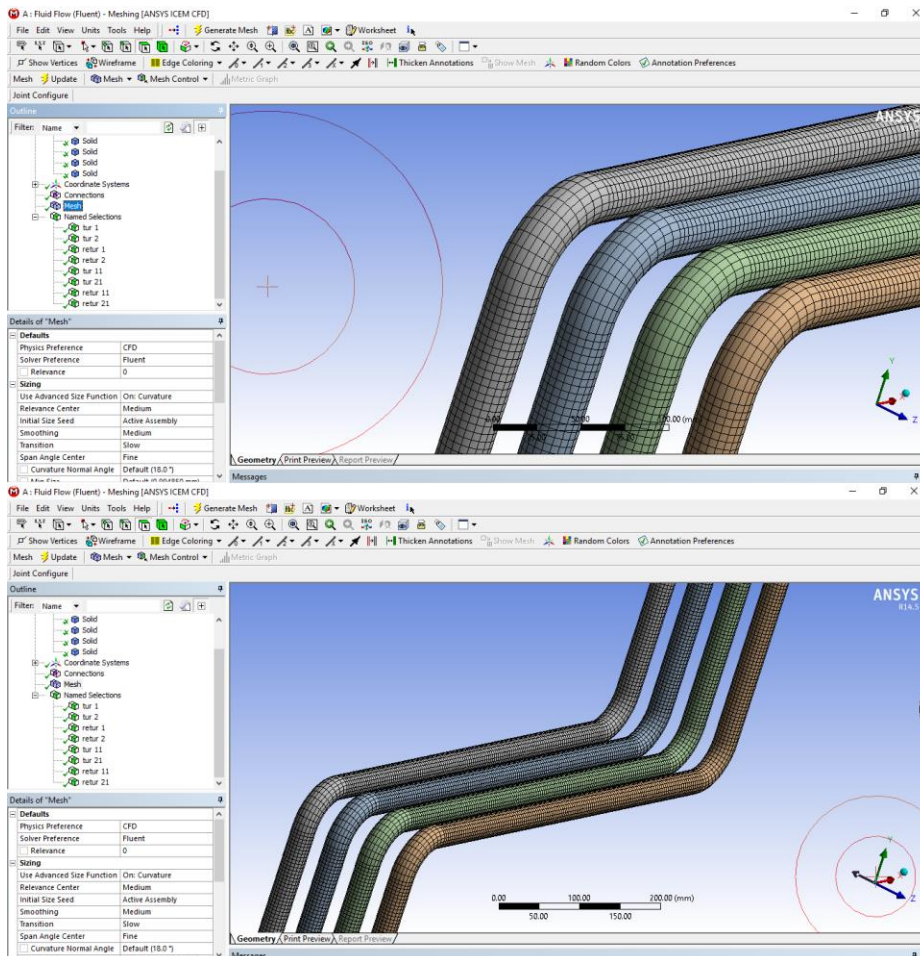 A : Fluid Flow (Fluent) - Meshing [ANSYS ICEM CFD]
File Edit View Units Tools Help Generate Mesh Worksheet
Show Vertices Wireframe Edge Coloring Thicken Annotations Show Mesh Random Colors Annotation Preferences
Mesh Update Mesh Mesh Control Metric Graph
Joint Configure
Outline
Filter: Name
Solid
Solid
Solid
Solid
Coordinate Systems
Connections
Mesh
Named Selections
tur 1
tur 2
retur 1
retur 2
tur 11
tur 21
retur 11
retur 21
Details of "Mesh"
Defaults
Physics Preference CFD
Solver Preference Fluent
Relevance 0
Sizing
Use Advanced Size Function On: Curvature
Relevance Center Medium
Initial Size Seed Active Assembly
Smoothing Medium
Transition Slow
Span Angle Center Fine
Curvature Normal Angle Default (18.0 °)
ANSYS
Y
Z
Geometry Print Preview Report Preview
Messages
A : Fluid Flow (Fluent) - Meshing [ANSYS ICEM CFD]
File Edit View Units Tools Help Generate Mesh Worksheet
Show Vertices Wireframe Edge Coloring Thicken Annotations Show Mesh Random Colors Annotation Preferences
Mesh Update Mesh Mesh Control Metric Graph
Joint Configure
Outline
Filter: Name
Solid
Solid
Solid
Solid
Coordinate Systems
Connections
Mesh
Named Selections
tur 1
tur 2
retur 1
retur 2
tur 11
tur 21
retur 11
retur 21
Details of "Mesh"
Defaults
Physics Preference CFD
Solver Preference Fluent
Relevance 0
Sizing
Use Advanced Size Function On: Curvature
Relevance Center Medium
Initial Size Seed Active Assembly
Smoothing Medium
Transition Slow
Span Angle Center Fine
Curvature Normal Angle Default (18.0 °)
ANSYS
R14.5
Y
Z
0.00 100.00 200.00 (mm)
50.00 150.00
Geometry Print Preview Report Preview
Messages